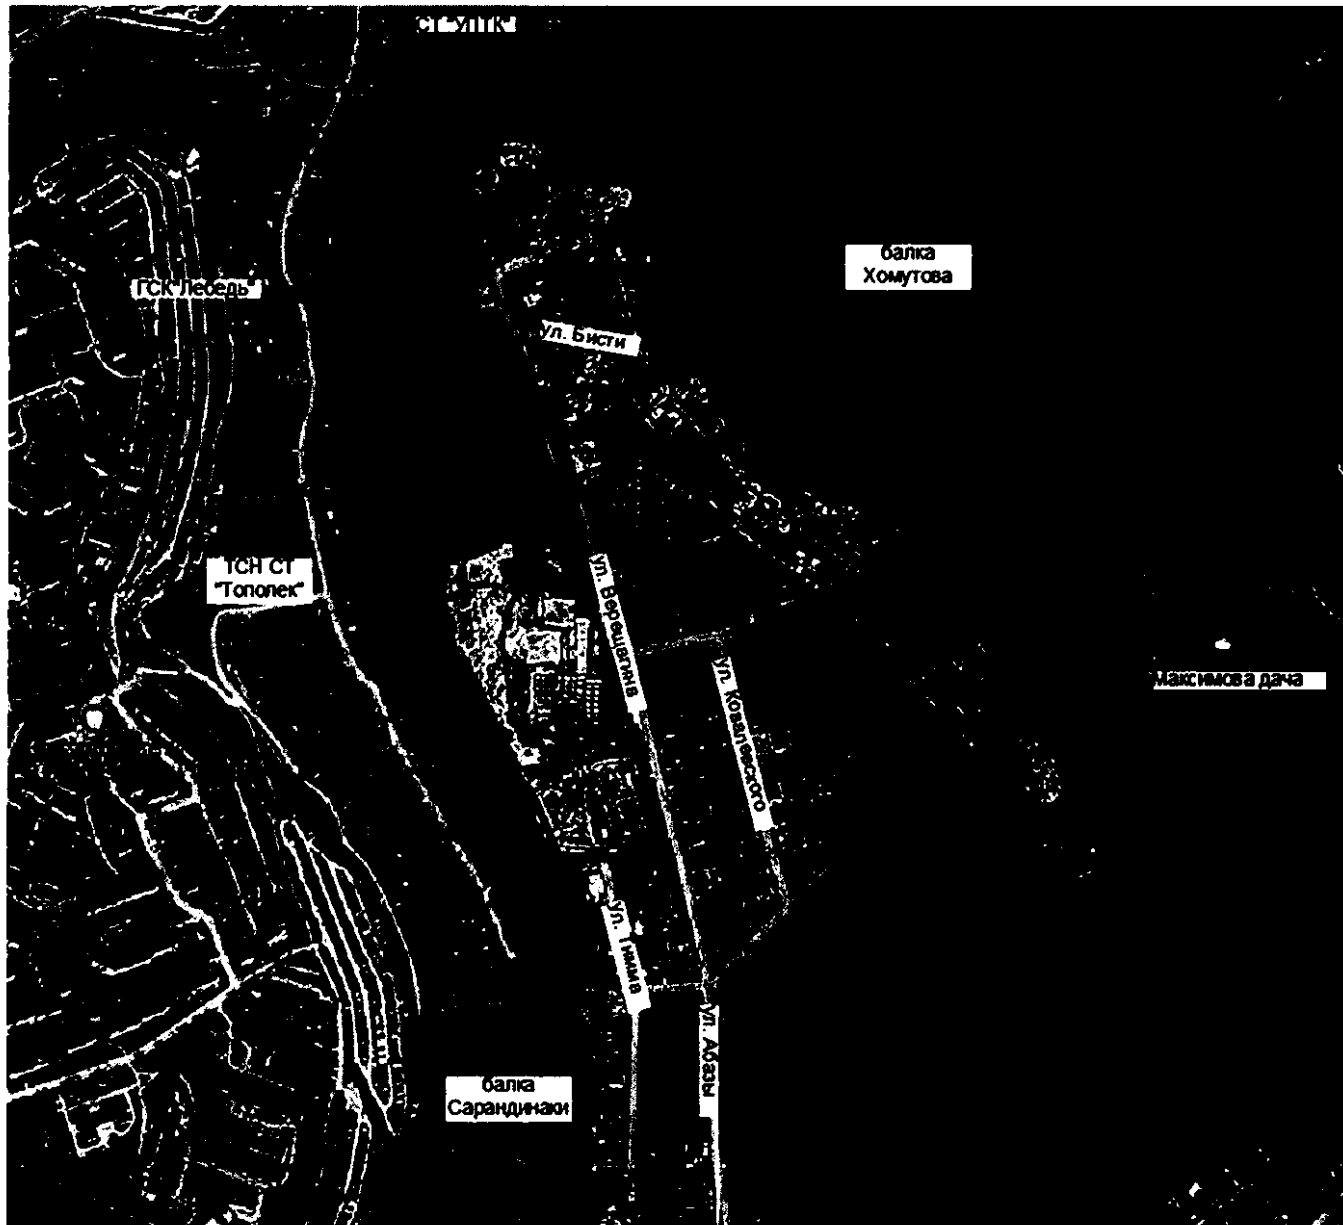 СТ "УПТК"
балка
Хомутова
ГСК"Лебедь"
Ул. Бисти
ТСН СТ
"Тополек"
ул. Верещагина
ул. Ковалевского
Максимова дача
ул. Тилиа
ул. Абазы
балка
Сарандинаки